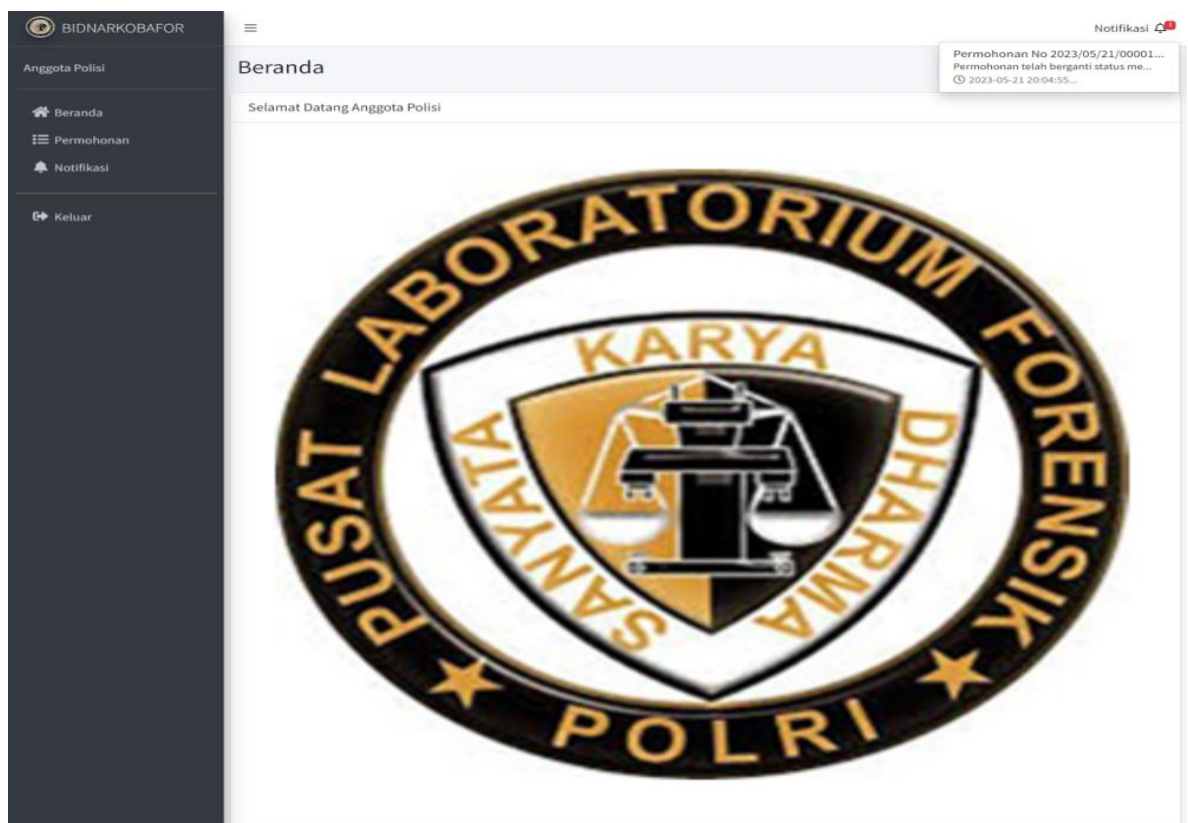 BIDNARKOBAFOR
Notifikasi
Anggota Polisi
Beranda
Permohonan No 2023/05/21/00001...
Permohonan telah berganti status me...
2023-05-21 20:04:55...
Selamat Datang Anggota Polisi
Beranda
Permohonan
Notifikasi
Keluar
PUSAT LABORATORIUM FORENSIK
KARYA
SANYATA
DHARMA
POLRI